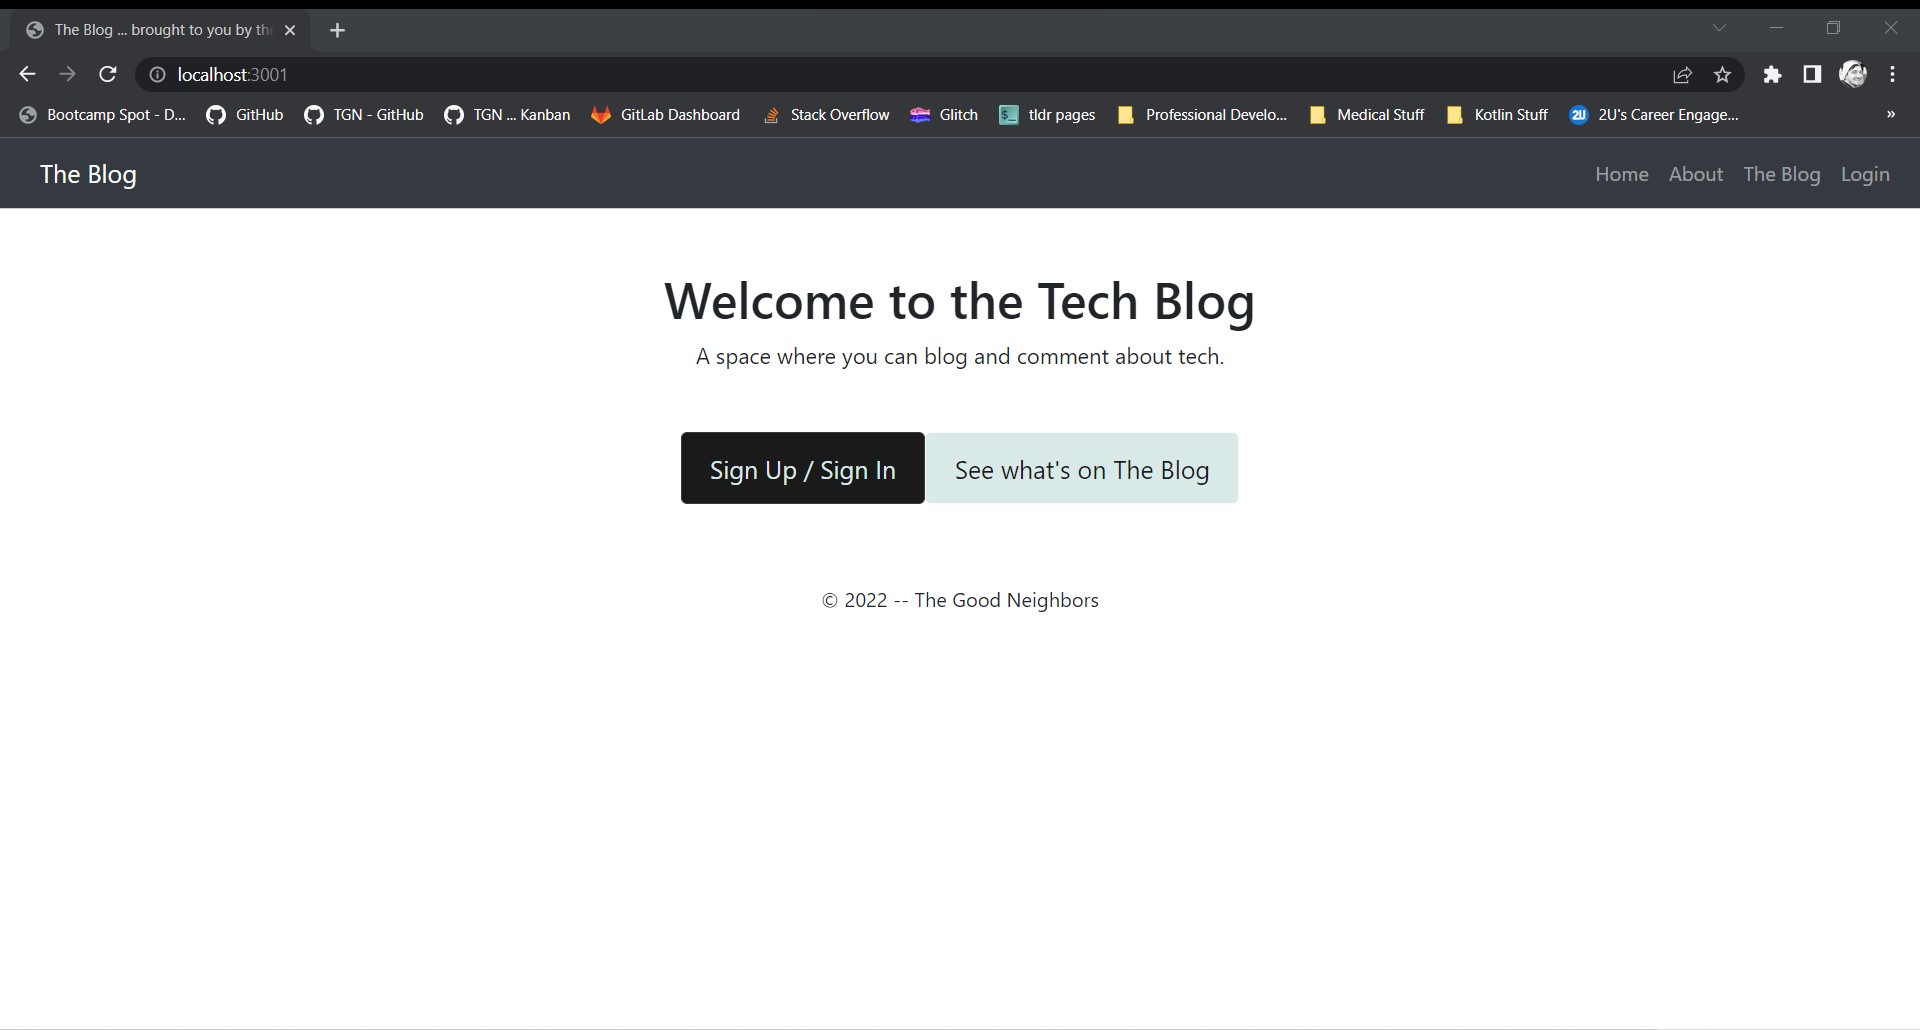 The Blog ... brought to you by the
localhost:3001
Bootcamp Spot - D... GitHub TGN - GitHub TGN ... Kanban GitLab Dashboard Stack Overflow Glitch $_ tldr pages Professional Develo... Medical Stuff Kotlin Stuff 2U 2U's Career Engage... »
The Blog Home About The Blog Login
Welcome to the Tech Blog
A space where you can blog and comment about tech.
Sign Up / Sign In See what's on The Blog
© 2022 -- The Good Neighbors